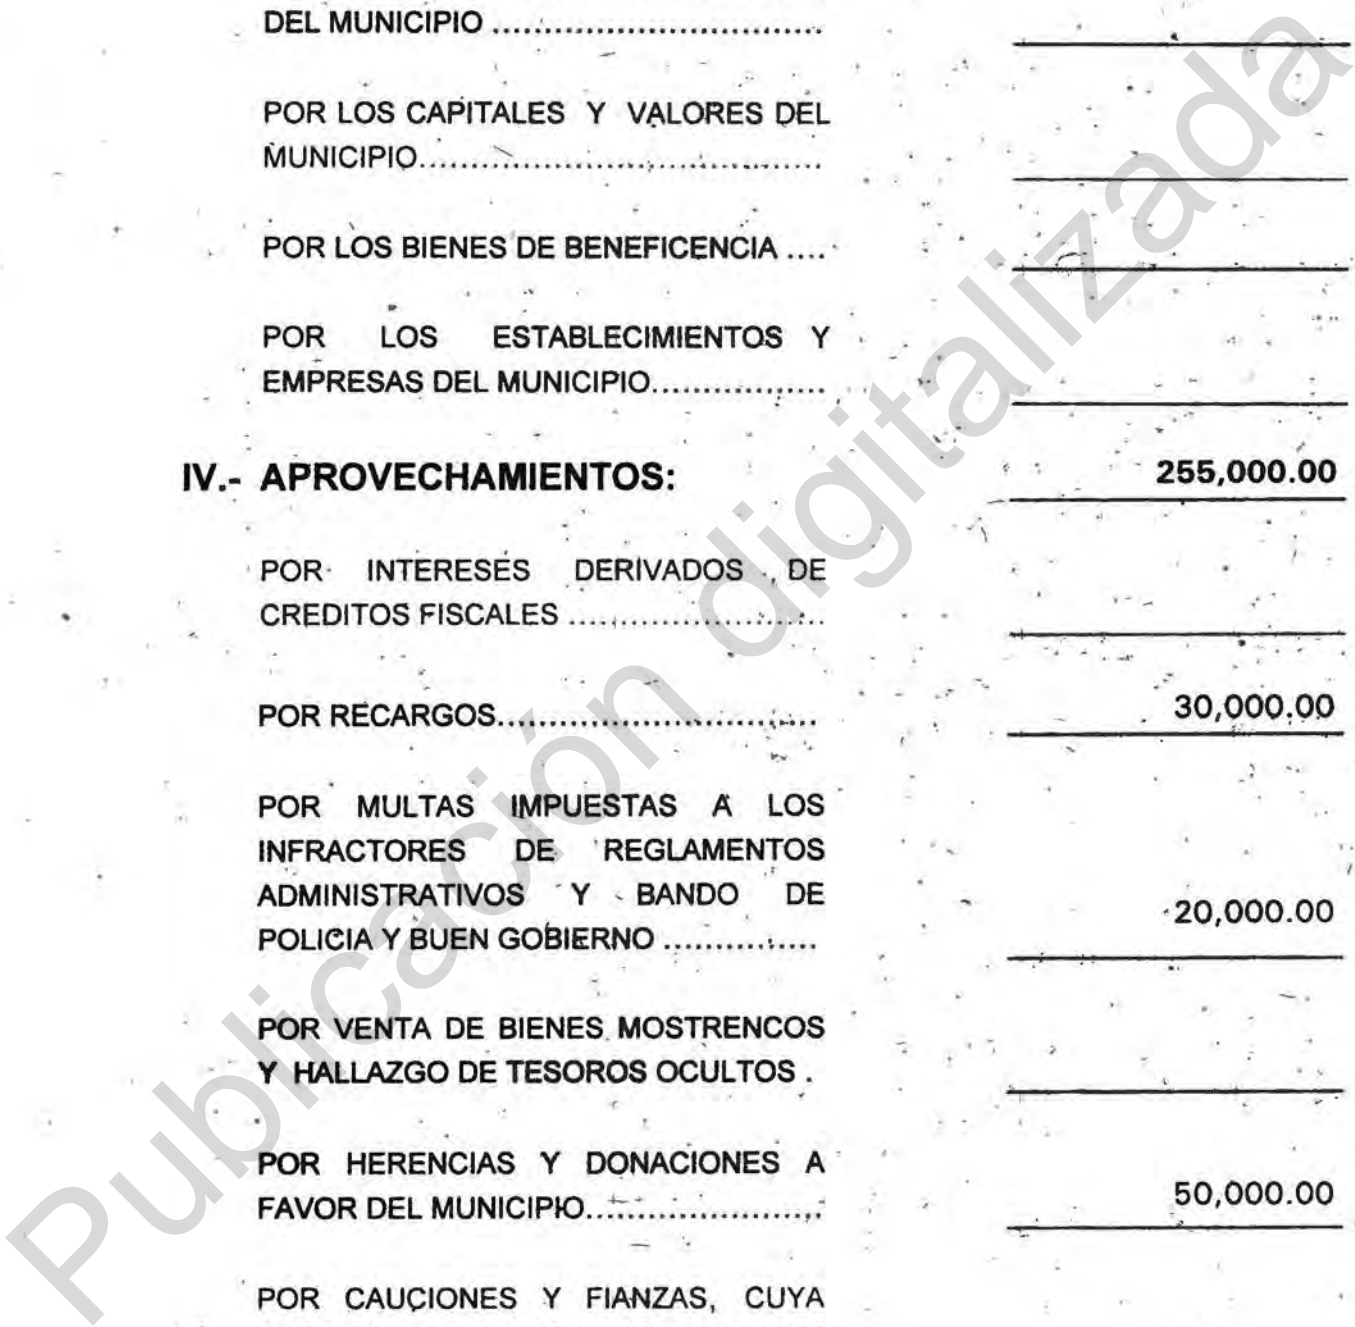 DEL MUNICIPIO ................................
POR LOS CAPITALES Y VALORES DEL
MUNICIPIO.......................................
POR LOS BIENES DE BENEFICENCIA ....
POR LOS ESTABLECIMIENTOS Y
EMPRESAS DEL MUNICIPIO.................
IV.- APROVECHAMIENTOS: 255,000.00
POR INTERESES DERIVADOS DE
CREDITOS FISCALES .........................
POR RECARGOS............................... 30,000.00
POR MULTAS IMPUESTAS A LOS
INFRACTORES DE REGLAMENTOS
ADMINISTRATIVOS Y BANDO DE
POLICIA Y BUEN GOBIERNO ............... 20,000.00
POR VENTA DE BIENES MOSTRENCOS
Y HALLAZGO DE TESOROS OCULTOS .
POR HERENCIAS Y DONACIONES A
FAVOR DEL MUNICIPIO....................... 50,000.00
POR CAUCIONES Y FIANZAS, CUYA
Publicación digitalizada